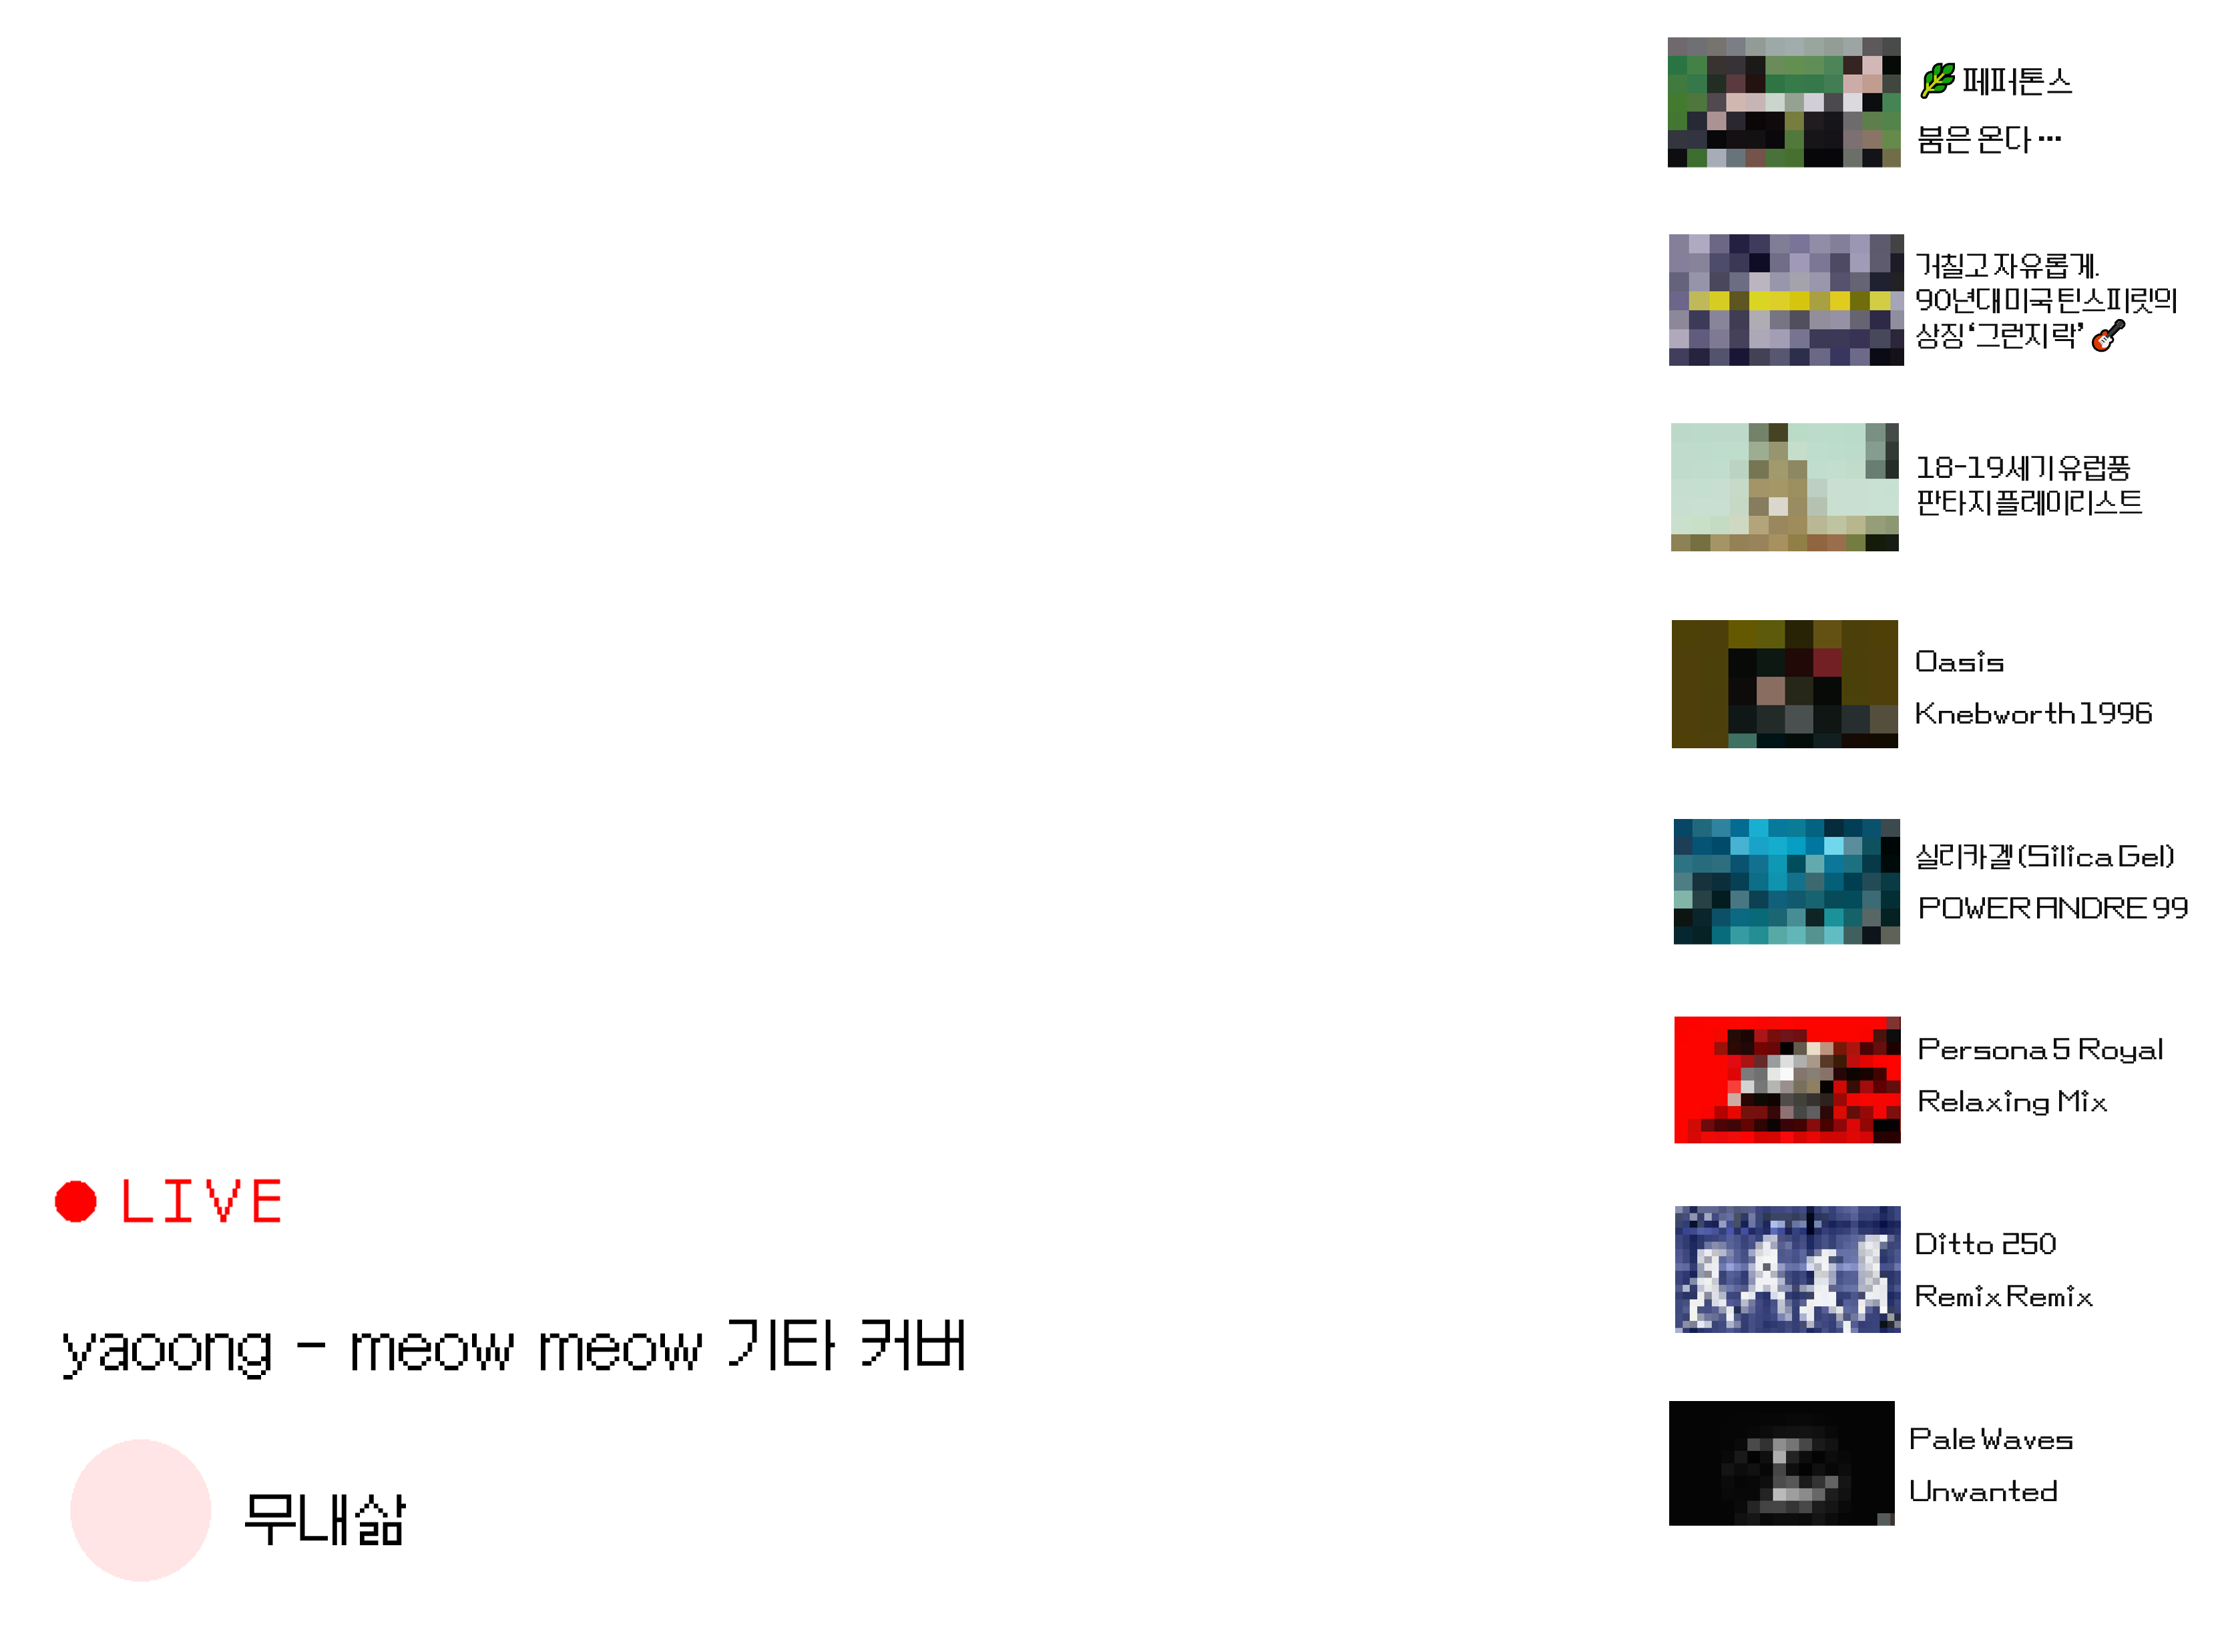 🌿 페퍼톤스
붐은 온다 ···
거칠고 자유롭게.
90년대 미국 틴스피릿의
상징 ‘그런지 락’ 🎸
18-19세기 유럽풍
판타지 플레이리스트
Oasis
Knebworth 1996
실리카겔 (Silica Gel)
POWER ANDRE 99
Persona 5 Royal
Relaxing Mix
Ditto 250
Remix Remix
Pale Waves
Unwanted
LIVE
yaoong - meow meow 기타 커버
무내삶